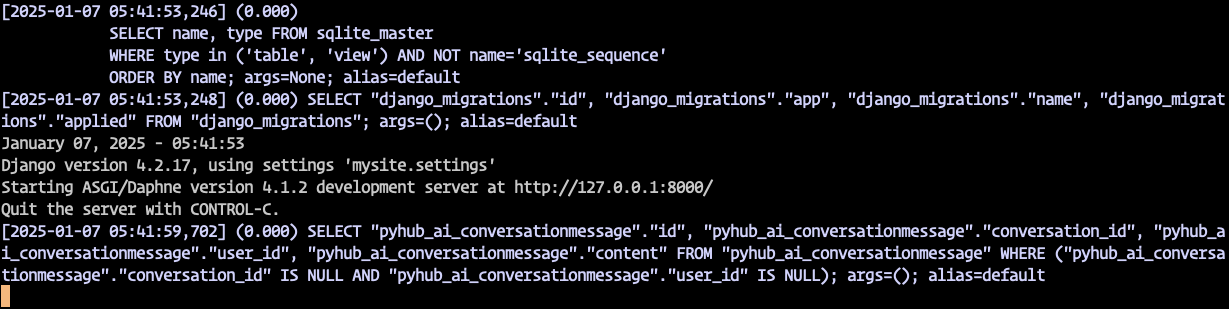 [2025-01-07 05:41:53,246] (0.000)
            SELECT name, type FROM sqlite_master
            WHERE type in ('table', 'view') AND NOT name='sqlite_sequence'
            ORDER BY name; args=None; alias=default
[2025-01-07 05:41:53,248] (0.000) SELECT "django_migrations"."id", "django_migrations"."app", "django_migrations"."name", "django_migrat
ions"."applied" FROM "django_migrations"; args=(); alias=default
January 07, 2025 - 05:41:53
Django version 4.2.17, using settings 'mysite.settings'
Starting ASGI/Daphne version 4.1.2 development server at http://127.0.0.1:8000/
Quit the server with CONTROL-C.
[2025-01-07 05:41:59,702] (0.000) SELECT "pyhub_ai_conversationmessage"."id", "pyhub_ai_conversationmessage"."conversation_id", "pyhub_a
i_conversationmessage"."user_id", "pyhub_ai_conversationmessage"."content" FROM "pyhub_ai_conversationmessage" WHERE ("pyhub_ai_conversa
tionmessage"."conversation_id" IS NULL AND "pyhub_ai_conversationmessage"."user_id" IS NULL); args=(); alias=default